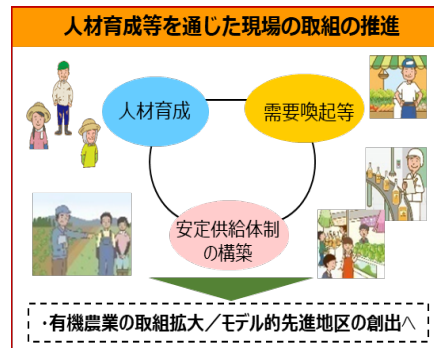 人材育成等を通じた現場の取組の推進
人材育成
需要喚起等
安定供給体制
の構築
・有機農業の取組拡大／モデル的先進地区の創出へ